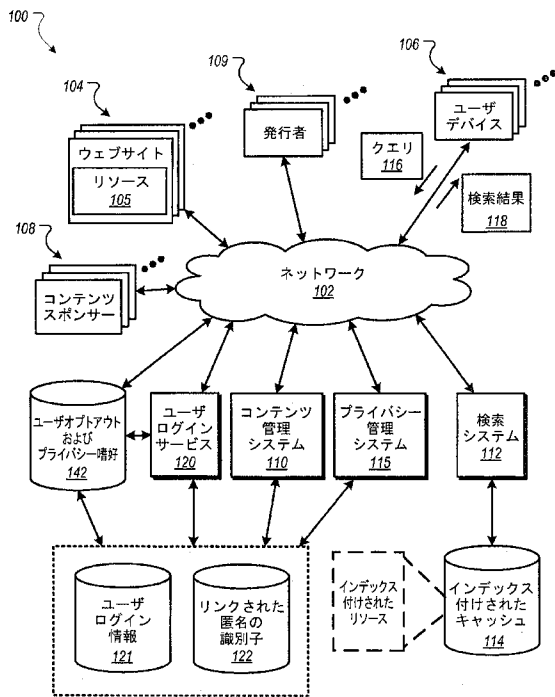 100
104
109
106
ウェブサイト
リソース
105
発行者
ユーザ
デバイス
クエリ
116
検索結果
118
108
コンテンツ
スポンサー
ネットワーク
102
ユーザオプトアウト
および
プライバシー嗜好
142
ユーザ
ログイン
サービス
120
コンテンツ
管理
システム
110
プライバシー
管理
システム
115
検索
システム
112
ユーザ
ログイン
情報
121
リンクされた
匿名の
識別子
122
インデックス
付けされた
リソース
インデックス
付けされた
キャッシュ
114